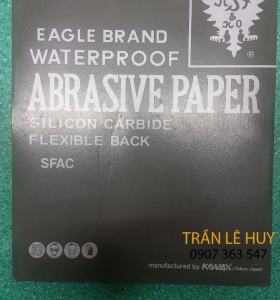 EAGLE BRAND
WATERPROOF
®
ABRASIVE PAPER
SILICON CARBIDE
FLEXIBLE BACK
SFAC
TRẦN LÊ HUY
0907 363 547
manufactured by KOVAX - Tokyo Japan